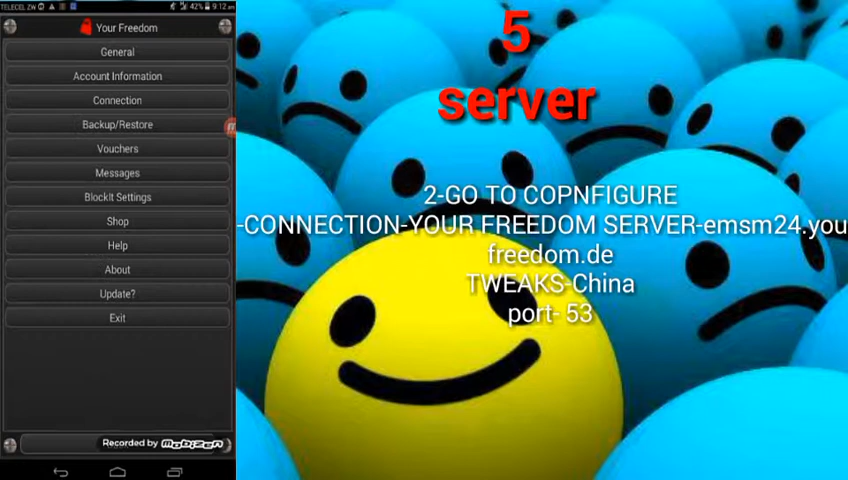 TELECEL ZW
42% 9:12 am
Your Freedom
General
Account Information
Connection
Backup/Restore
Vouchers
Messages
BlockIt Settings
Shop
Help
About
Update?
Exit
Recorded by Mobizen
5
server
2-GO TO COPNFIGURE
-CONNECTION-YOUR FREEDOM SERVER-emsm24.you
freedom.de
TWEAKS-China
port- 53